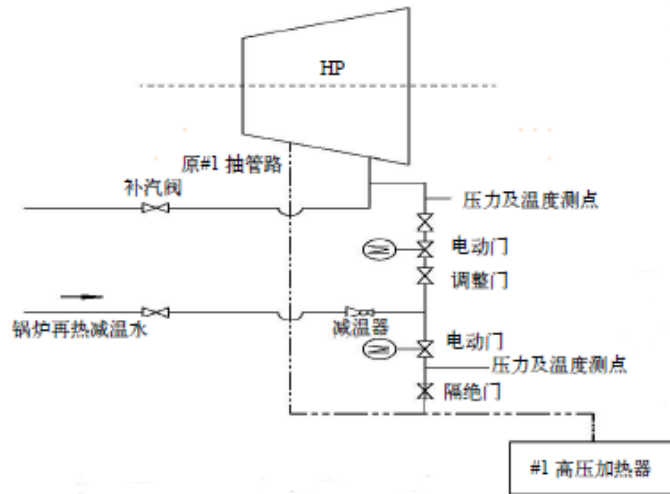 HP
原#1 抽管路
补汽阀
压力及温度测点
电动门
调整门
锅炉再热减温水
减温器
电动门
压力及温度测点
隔绝门
#1 高压加热器